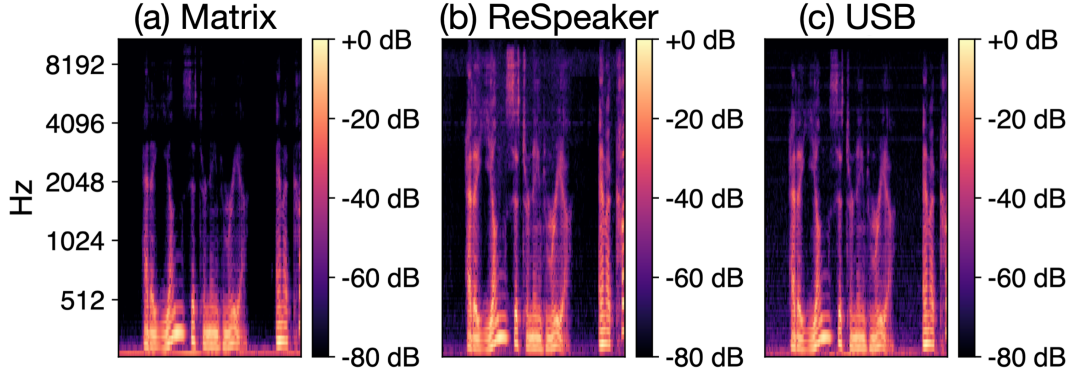 (a) Matrix
(b) ReSpeaker
(c) USB
Hz
8192
4096
2048
1024
512
+0 dB
-20 dB
-40 dB
-60 dB
-80 dB
+0 dB
-20 dB
-40 dB
-60 dB
-80 dB
+0 dB
-20 dB
-40 dB
-60 dB
-80 dB